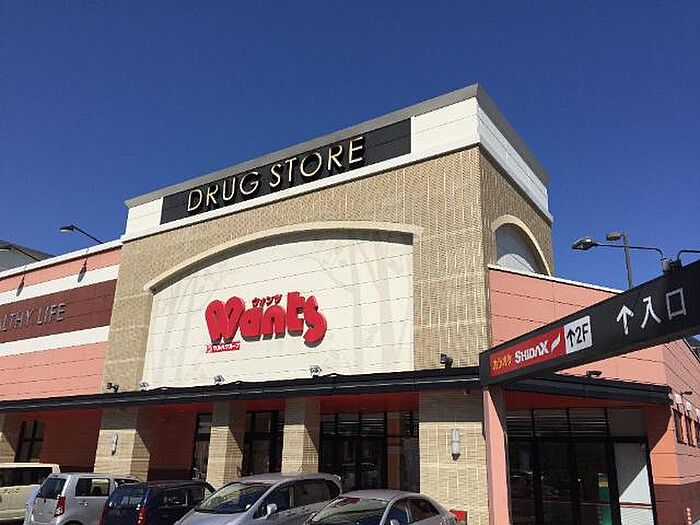 DRUG STORE
ウォンツ
Wants
LTHY LIFE
カラオケ SHIDAX ↑2F
↑入口